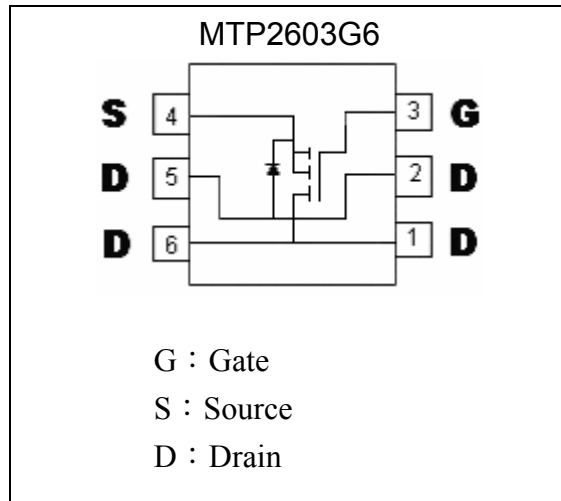 MTP2603G6
S 4 3 G
D 5 2 D
D 6 1 D
G：Gate
S：Source
D：Drain